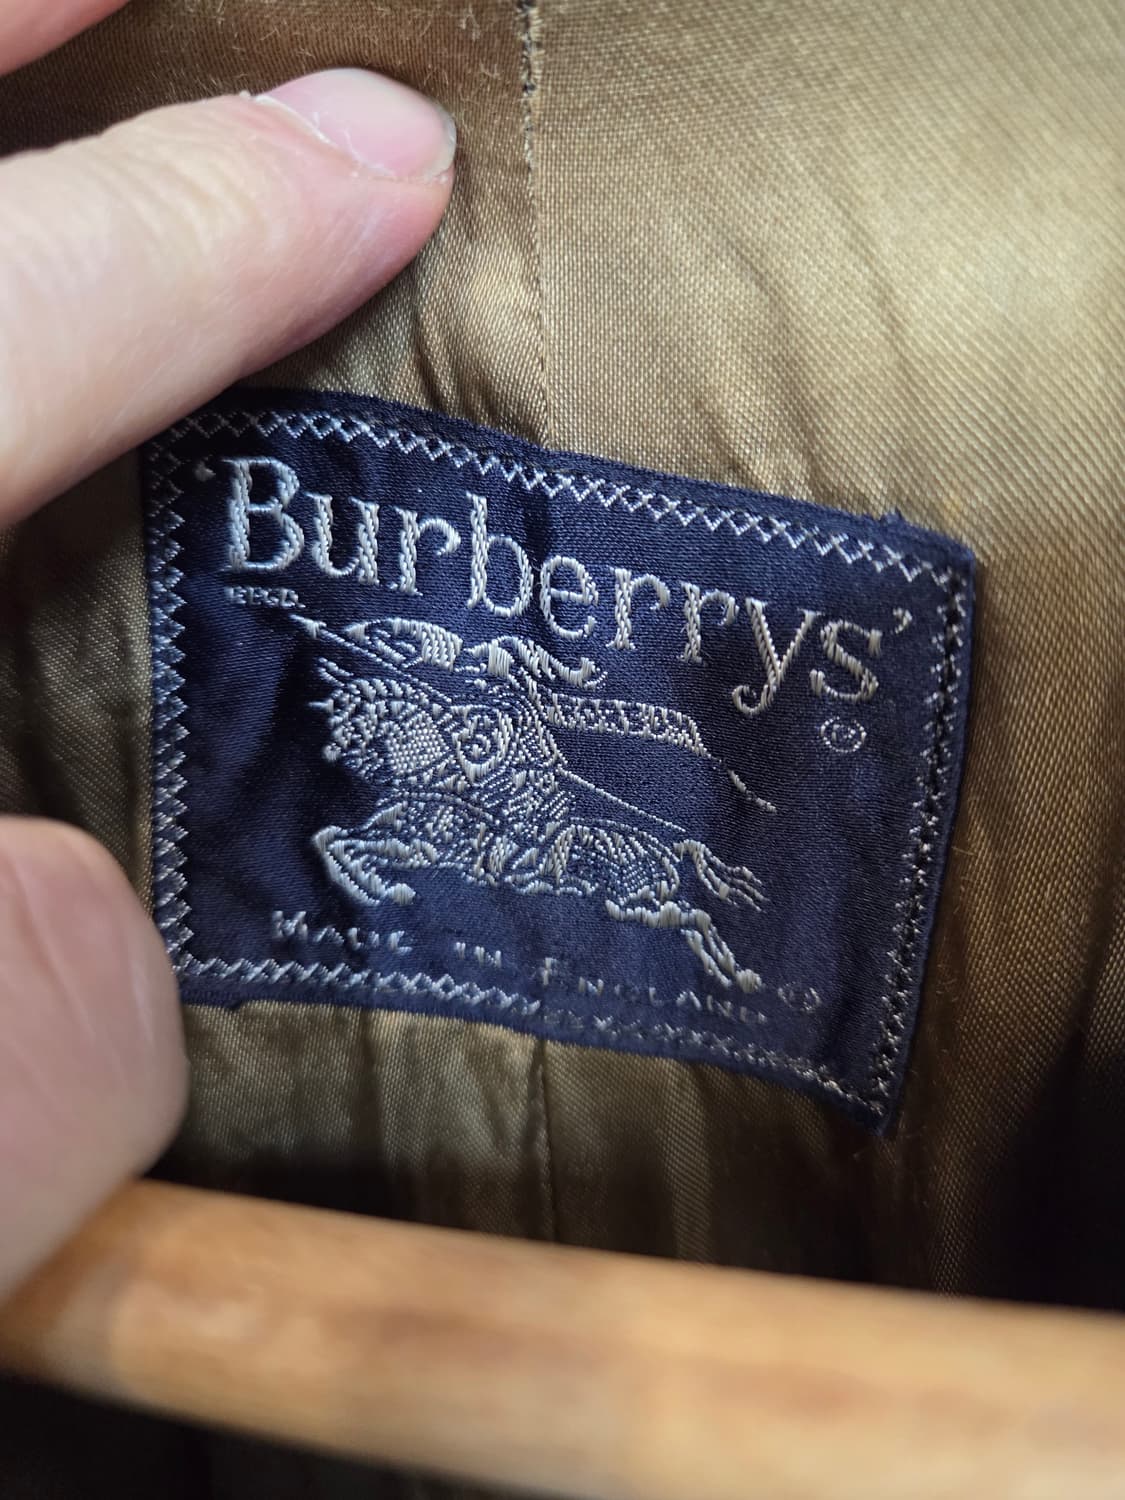 'Burberrys'
REGD.
©
MADE IN ENGLAND ©